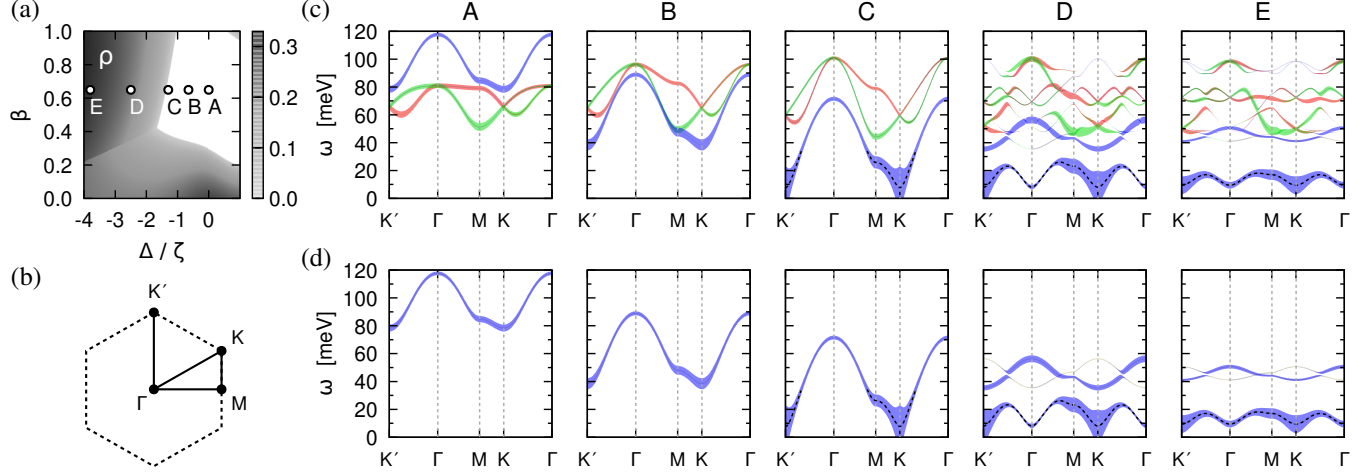 (a)
1.0
0.8
0.6
0.4
0.2
0.0
β
ρ
E D C B A
-4 -3 -2 -1 0
Δ / ζ
0.3
0.2
0.1
0.0
(b)
K′
K
Γ
M
(c)
A B C D E
120
100
80
60
40
20
0
ω [meV]
K′ Γ M K Γ
K′ Γ M K Γ
K′ Γ M K Γ
K′ Γ M K Γ
K′ Γ M K Γ
(d)
120
100
80
60
40
20
0
ω [meV]
K′ Γ M K Γ
K′ Γ M K Γ
K′ Γ M K Γ
K′ Γ M K Γ
K′ Γ M K Γ